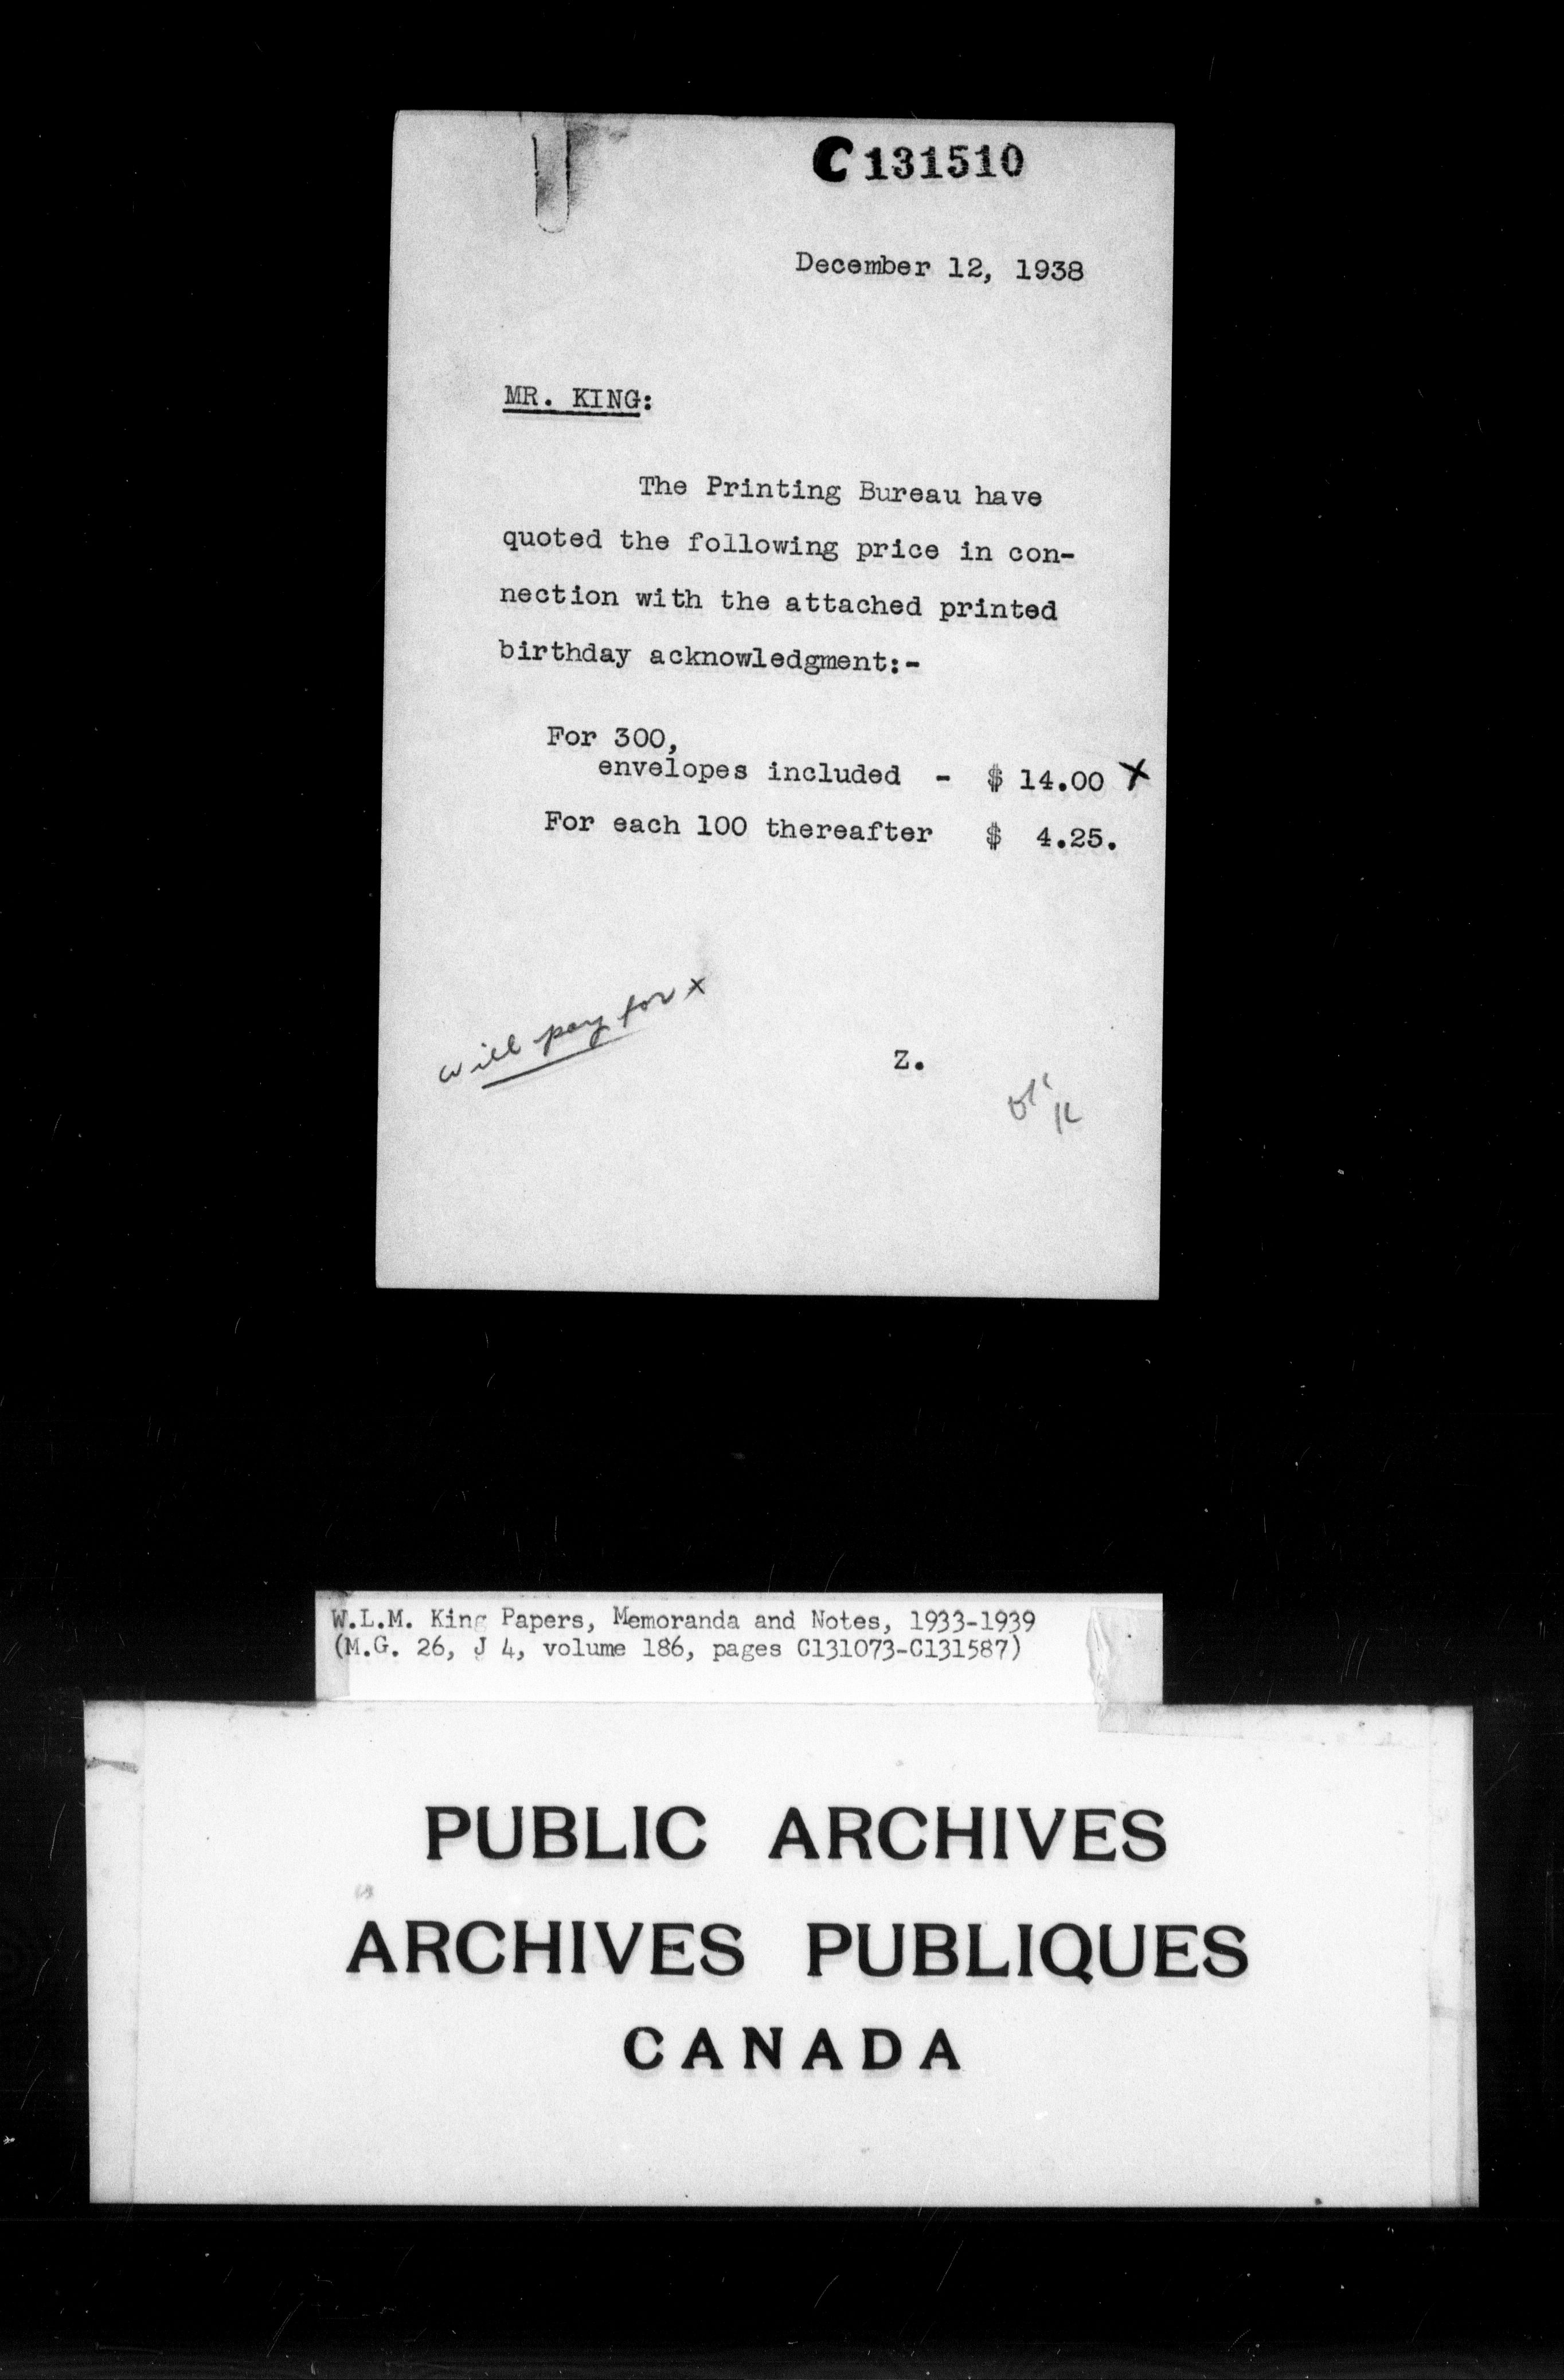 C 131510
December 12, 1938
MR. KING:
The Printing Bureau have
quoted the following price in con-
nection with the attached printed
birthday acknowledgment:-
For 300,
envelopes included - $ 14.00 X
For each 100 thereafter $ 4.25.
will pay for x
Z.
W.L.M. King Papers, Memoranda and Notes, 1933-1939
(M.G. 26, J 4, volume 186, pages C131073-C131587)
PUBLIC ARCHIVES
ARCHIVES PUBLIQUES
CANADA